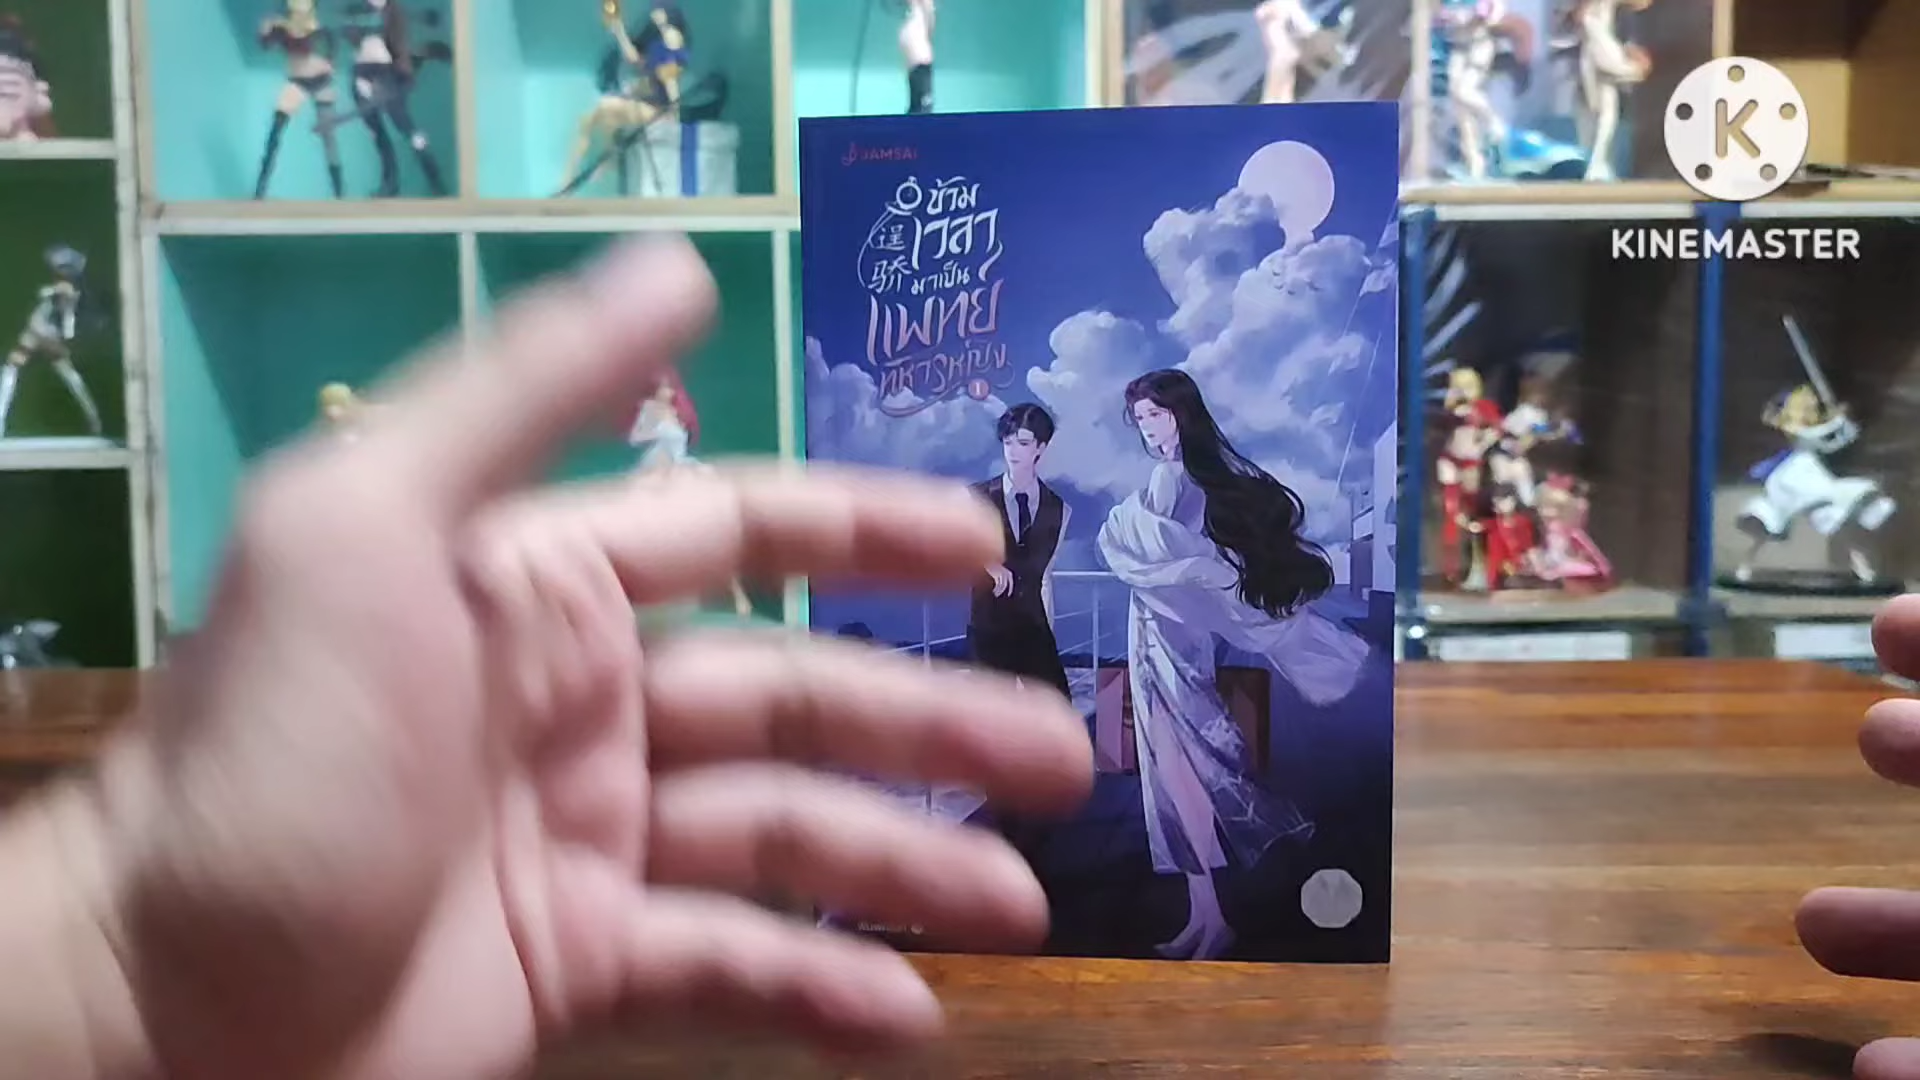 JAMSAI
ข้าม
เวลา
逞
骄
มาเป็น
แพทย์
ทหารหญิง
1
K
KINEMASTER